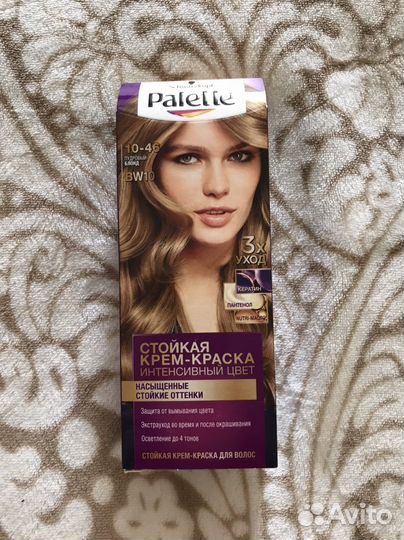 Schwarzkopf
Palette
10-46
ПУДРОВЫЙ
БЛОНД
BW10
3X
УХОД
КЕРАТИН
ПАНТЕНОЛ
NUTRI-МАСЛО
СТОЙКАЯ
КРЕМ-КРАСКА
ИНТЕНСИВНЫЙ ЦВЕТ
НАСЫЩЕННЫЕ
СТОЙКИЕ ОТТЕНКИ
Защита от вымывания цвета
Экстрауход во время и после окрашивания
Осветление до 4 тонов
СТОЙКАЯ КРЕМ-КРАСКА ДЛЯ ВОЛОС
Avito